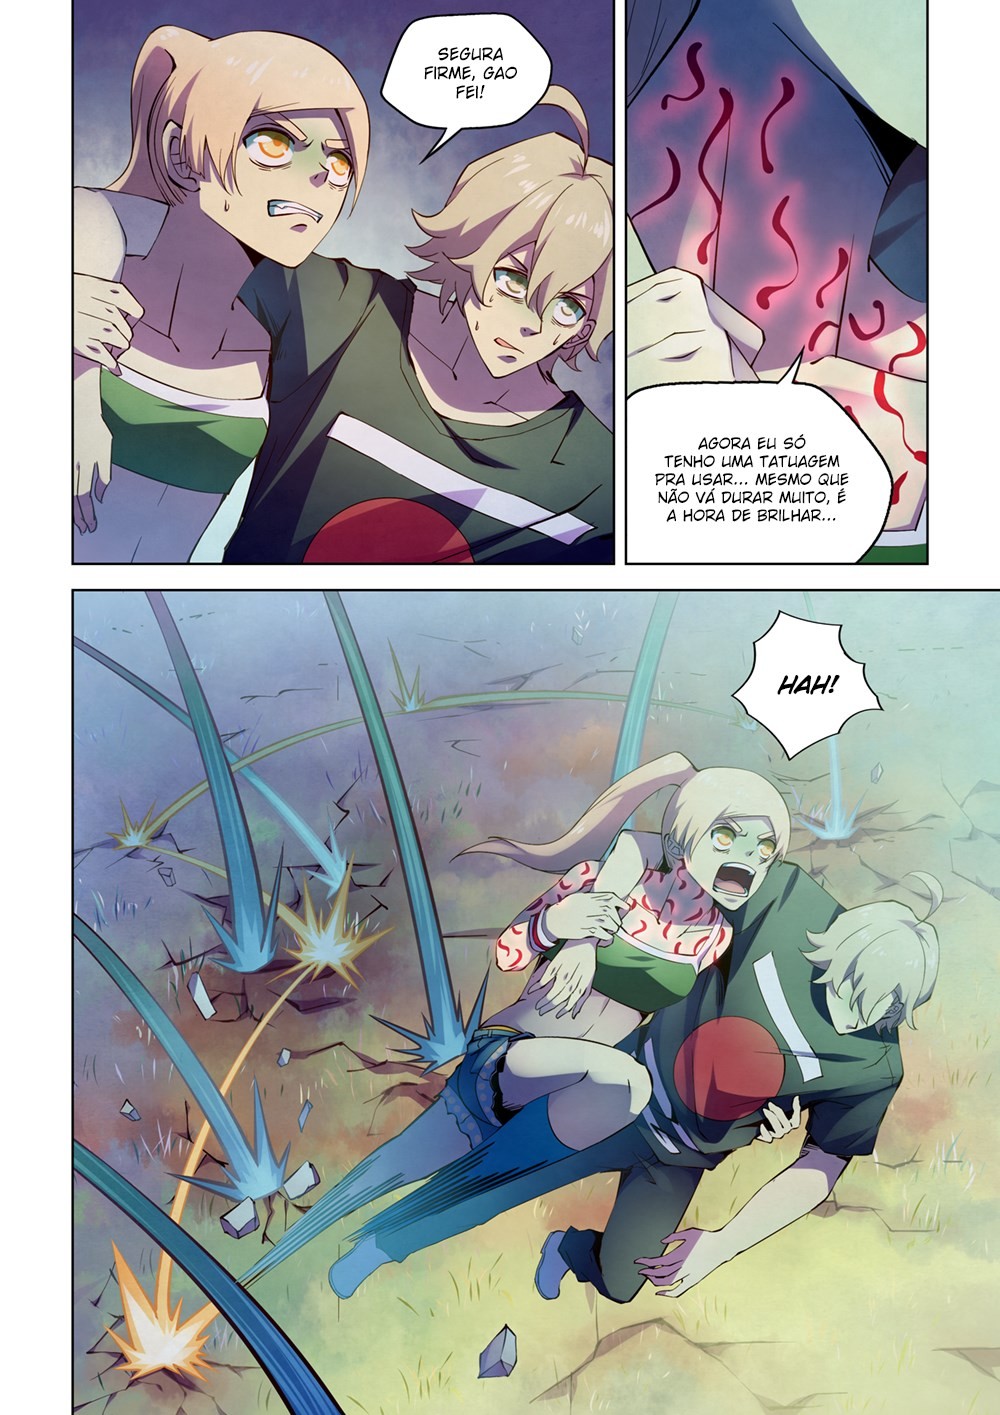 SEGURA
FIRME, GAO
FEI!
AGORA EU SÓ
TENHO UMA TATUAGEM
PRA USAR... MESMO QUE
NÃO VÁ DURAR MUITO, É
A HORA DE BRILHAR...
HAH!